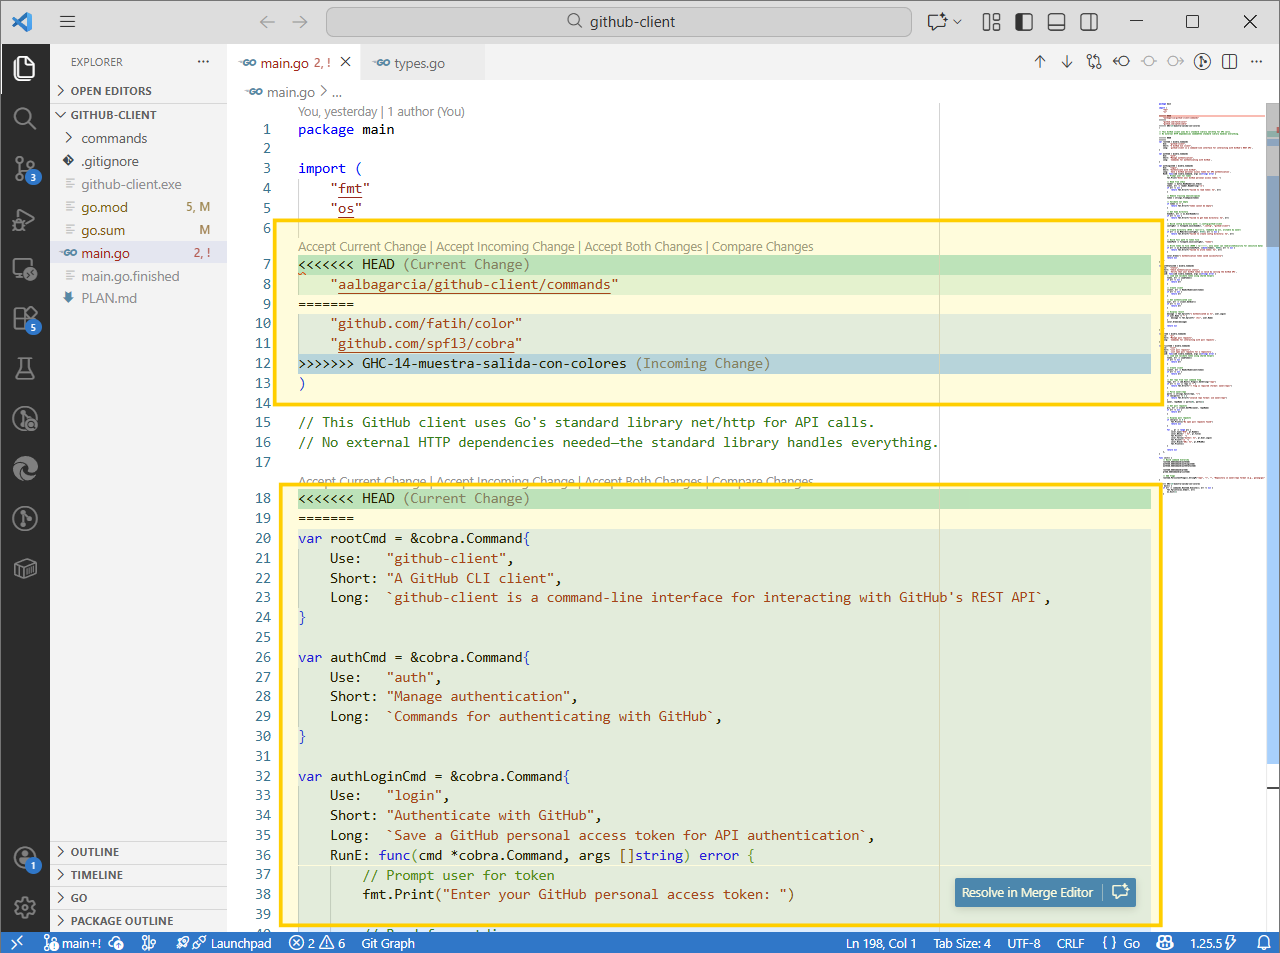 github-client
EXPLORER
OPEN EDITORS
GITHUB-CLIENT
commands
.gitignore
github-client.exe
go.mod 5, M
go.sum M
main.go 2, !
main.go.finished
PLAN.md
OUTLINE
TIMELINE
GO
PACKAGE OUTLINE
3
5
1
GO main.go 2, !
GO types.go
GO main.go > ...
You, yesterday | 1 author (You)
1 package main
2
3 import (
4 "fmt"
5 "os"
6
Accept Current Change | Accept Incoming Change | Accept Both Changes | Compare Changes
7 <<<<<<< HEAD (Current Change)
8 "aalbagarcia/github-client/commands"
9 =======
10 "github.com/fatih/color"
11 "github.com/spf13/cobra"
12 >>>>>>> GHC-14-muestra-salida-con-colores (Incoming Change)
13 )
14
15 // This GitHub client uses Go's standard library net/http for API calls.
16 // No external HTTP dependencies needed—the standard library handles everything.
17
Accept Current Change | Accept Incoming Change | Accept Both Changes | Compare Changes
18 <<<<<<< HEAD (Current Change)
19 =======
20 var rootCmd = &cobra.Command{
21 Use: "github-client",
22 Short: "A GitHub CLI client",
23 Long: `github-client is a command-line interface for interacting with GitHub's REST API`,
24 }
25
26 var authCmd = &cobra.Command{
27 Use: "auth",
28 Short: "Manage authentication",
29 Long: `Commands for authenticating with GitHub`,
30 }
31
32 var authLoginCmd = &cobra.Command{
33 Use: "login",
34 Short: "Authenticate with GitHub",
35 Long: `Save a GitHub personal access token for API authentication`,
36 RunE: func(cmd *cobra.Command, args []string) error {
37 // Prompt user for token
38 fmt.Print("Enter your GitHub personal access token: ")
39
Resolve in Merge Editor
main+! Launchpad 2 6 Git Graph Ln 198, Col 1 Tab Size: 4 UTF-8 CRLF { } Go 1.25.5